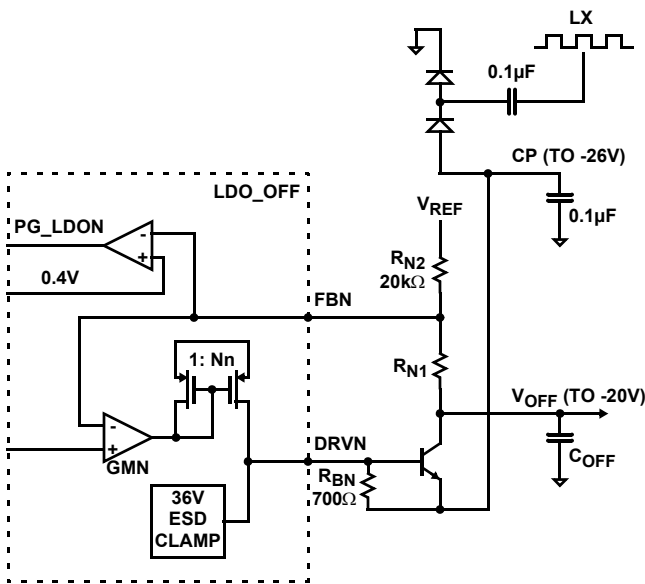 LX
0.1µF
CP (TO -26V)
0.1µF
LDO_OFF
PG_LDON
-
+
0.4V
VREF
RN2
20kΩ
FBN
RN1
1: Nn
VOFF (TO -20V)
-
+
GMN
DRVN
RBN
700Ω
COFF
36V
ESD
CLAMP